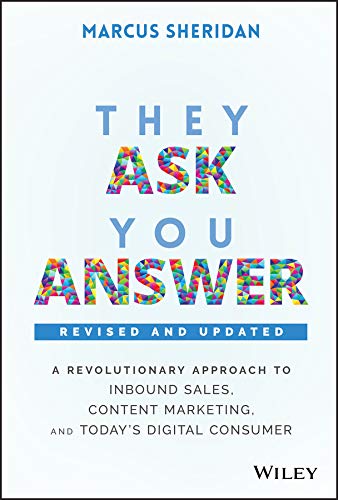 MARCUS SHERIDAN
THEY
ASK
YOU
ANSWER
REVISED AND UPDATED
A REVOLUTIONARY APPROACH TO
INBOUND SALES,
CONTENT MARKETING,
AND TODAY'S DIGITAL CONSUMER
WILEY